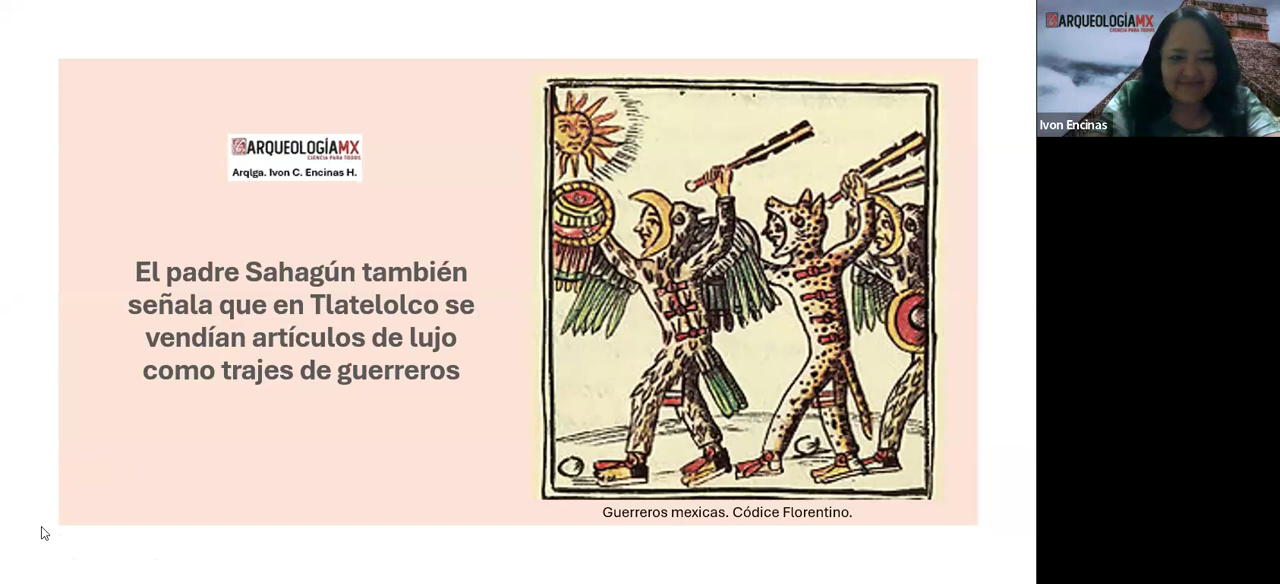 ARQUEOLOGÍAMX
CIENCIA PARA TODOS
Arqlga. Ivon C. Encinas H.
El padre Sahagún también
señala que en Tlatelolco se
vendían artículos de lujo
como trajes de guerreros
Guerreros mexicas. Códice Florentino.
ARQUEOLOGÍAMX
CIENCIA PARA TODOS
Ivon Encinas